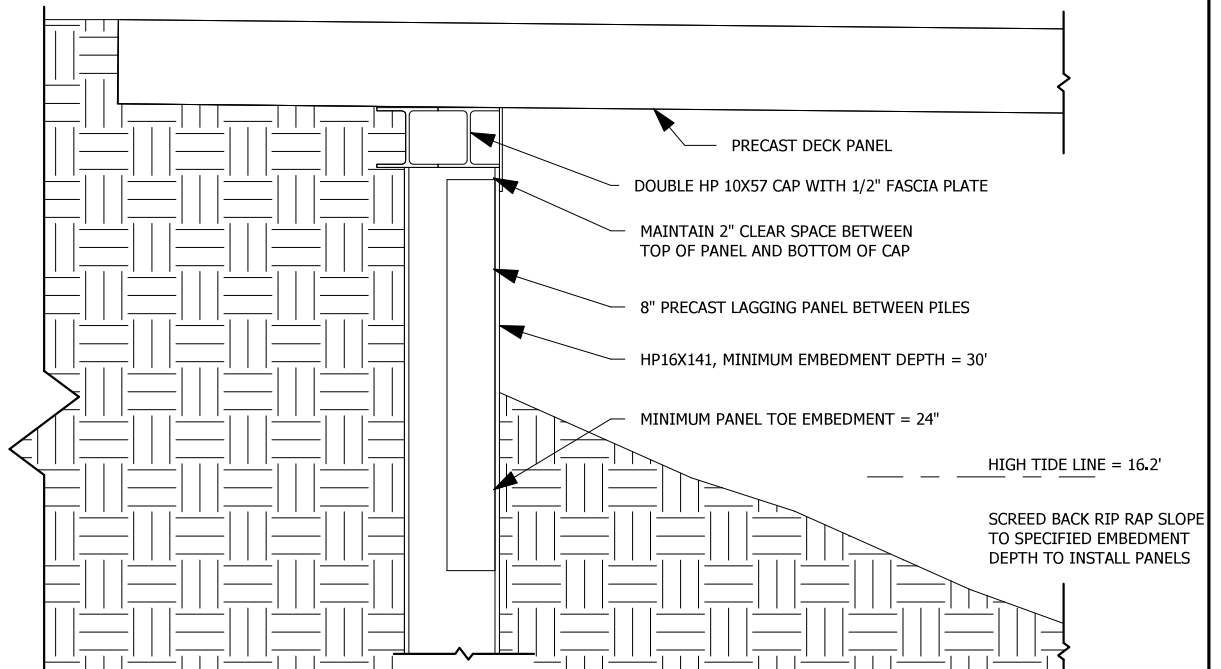 PRECAST DECK PANEL
DOUBLE HP 10X57 CAP WITH 1/2" FASCIA PLATE
MAINTAIN 2" CLEAR SPACE BETWEEN
TOP OF PANEL AND BOTTOM OF CAP
8" PRECAST LAGGING PANEL BETWEEN PILES
HP16X141, MINIMUM EMBEDMENT DEPTH = 30'
MINIMUM PANEL TOE EMBEDMENT = 24"
HIGH TIDE LINE = 16.2'
SCREED BACK RIP RAP SLOPE
TO SPECIFIED EMBEDMENT
DEPTH TO INSTALL PANELS